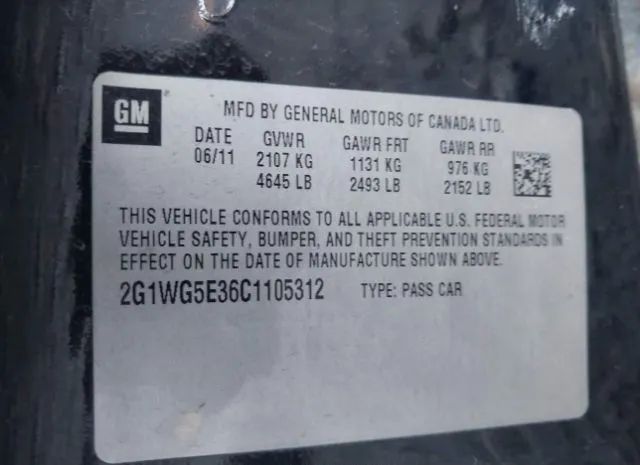 GM
MFD BY GENERAL MOTORS OF CANADA LTD.
DATE GVWR GAWR FRT GAWR RR
06/11 2107 KG 1131 KG 976 KG
4645 LB 2493 LB 2152 LB
THIS VEHICLE CONFORMS TO ALL APPLICABLE U.S. FEDERAL MOTOR
VEHICLE SAFETY, BUMPER, AND THEFT PREVENTION STANDARDS IN
EFFECT ON THE DATE OF MANUFACTURE SHOWN ABOVE.
2G1WG5E36C1105312 TYPE: PASS CAR